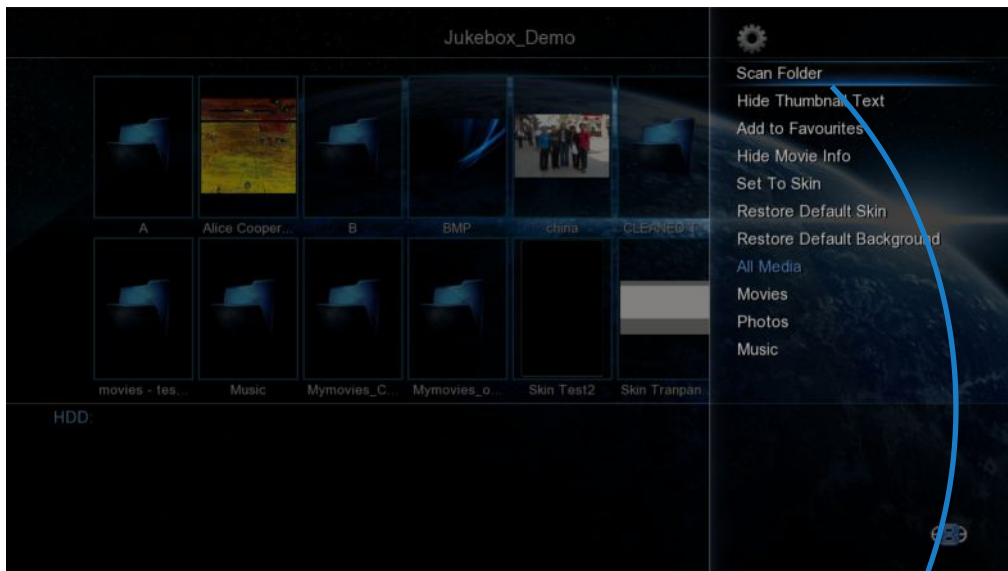 Jukebox_Demo
Scan Folder
Hide Thumbnail Text
Add to Favourites
Hide Movie Info
Set To Skin
Restore Default Skin
Restore Default Background
All Media
Movies
Photos
Music
A
Alice Cooper...
B
BMP
china
CLEANED
movies - tes...
Music
Mymovies_C...
Mymovies_o...
Skin Test2
Skin Tranpan
HDD: